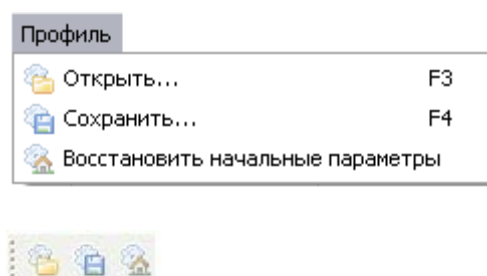 Профиль
Открыть... F3
Сохранить... F4
Восстановить начальные параметры